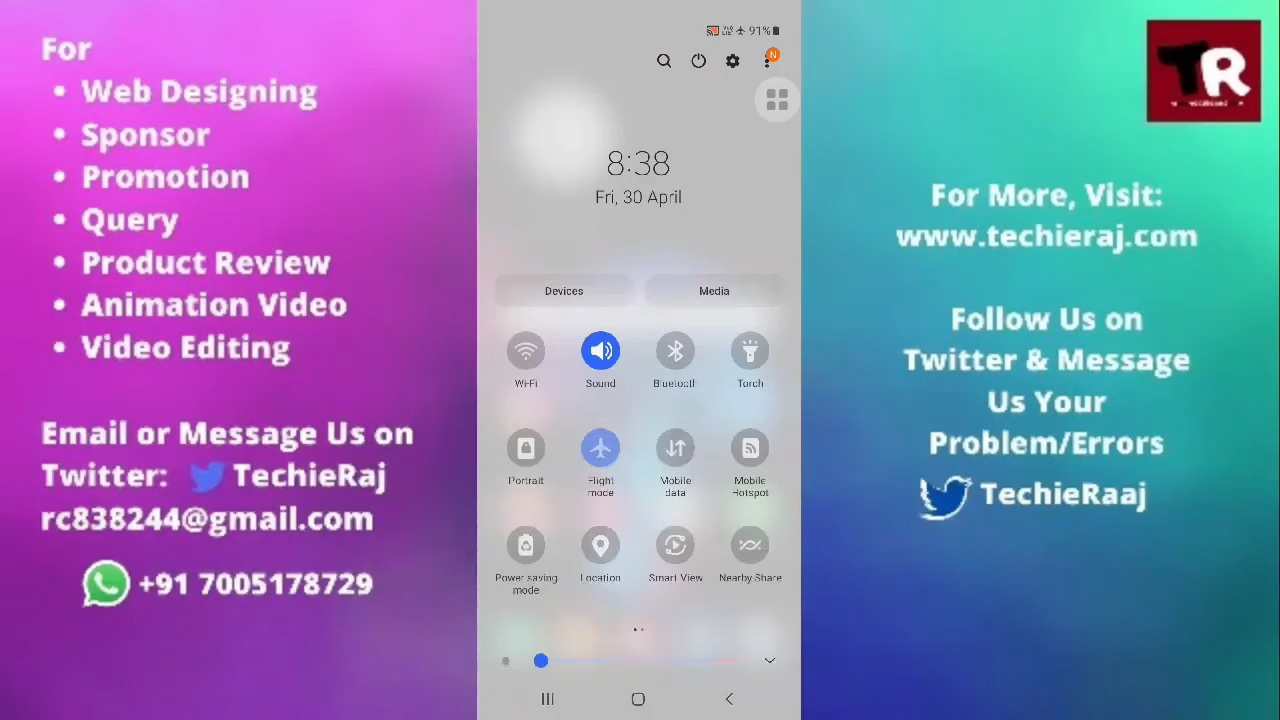 For
• Web Designing
• Sponsor
• Promotion
• Query
• Product Review
• Animation Video
• Video Editing
Email or Message Us on
Twitter: TechieRaj
rc838244@gmail.com
+91 7005178729
91%
N
8:38
Fri, 30 April
Devices
Media
Wi-Fi
Sound
Bluetooth
Torch
Portrait
Flight
mode
Mobile
data
Mobile
Hotspot
Power saving
mode
Location
Smart View
Nearby Share
TR
For More, Visit:
www.techieraj.com
Follow Us on
Twitter & Message
Us Your
Problem/Errors
TechieRaaj